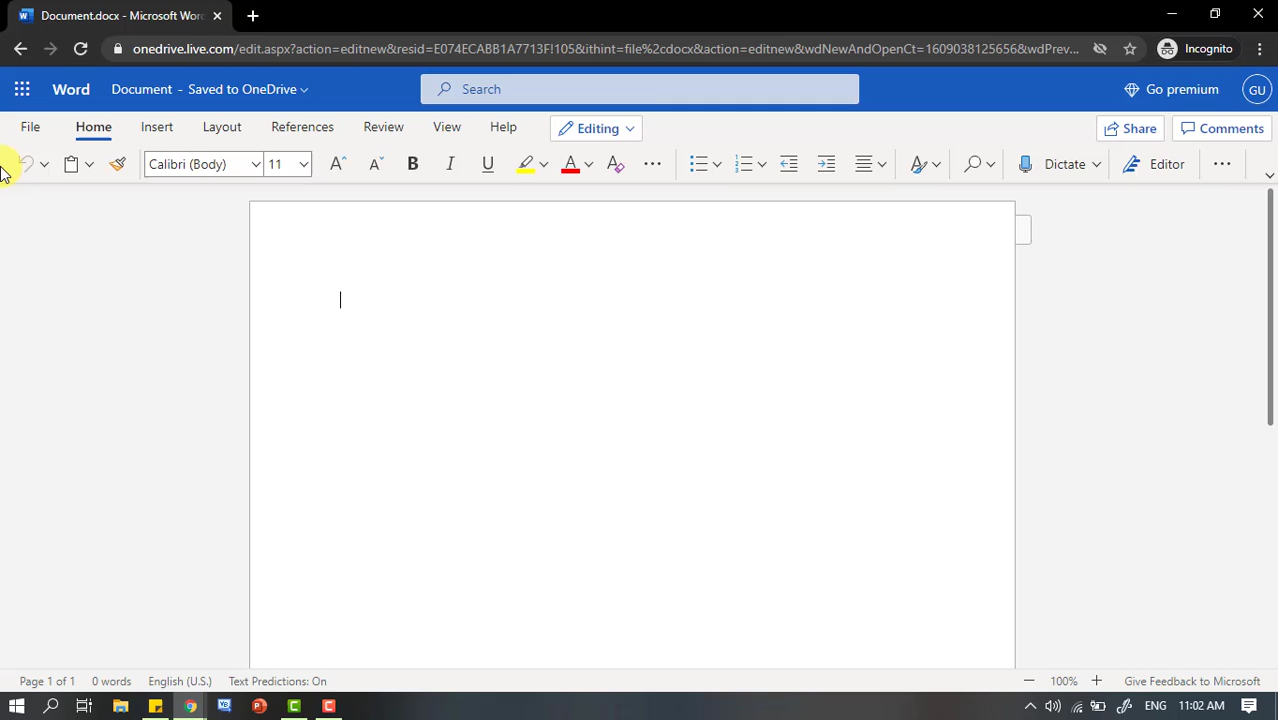 Document.docx - Microsoft Wor
onedrive.live.com/edit.aspx?action=editnew&resid=E074ECABB1A7713F!105&ithint=file%2cdocx&action=editnew&wdNewAndOpenCt=1609038125656&wdPrev...
Incognito
Word
Document - Saved to OneDrive
Search
Go premium
GU
File
Home
Insert
Layout
References
Review
View
Help
Editing
Share
Comments
Calibri (Body)
11
A
A
B
I
U
A
A
Dictate
Editor
Page 1 of 1
0 words
English (U.S.)
Text Predictions: On
100%
Give Feedback to Microsoft
ENG
11:02 AM